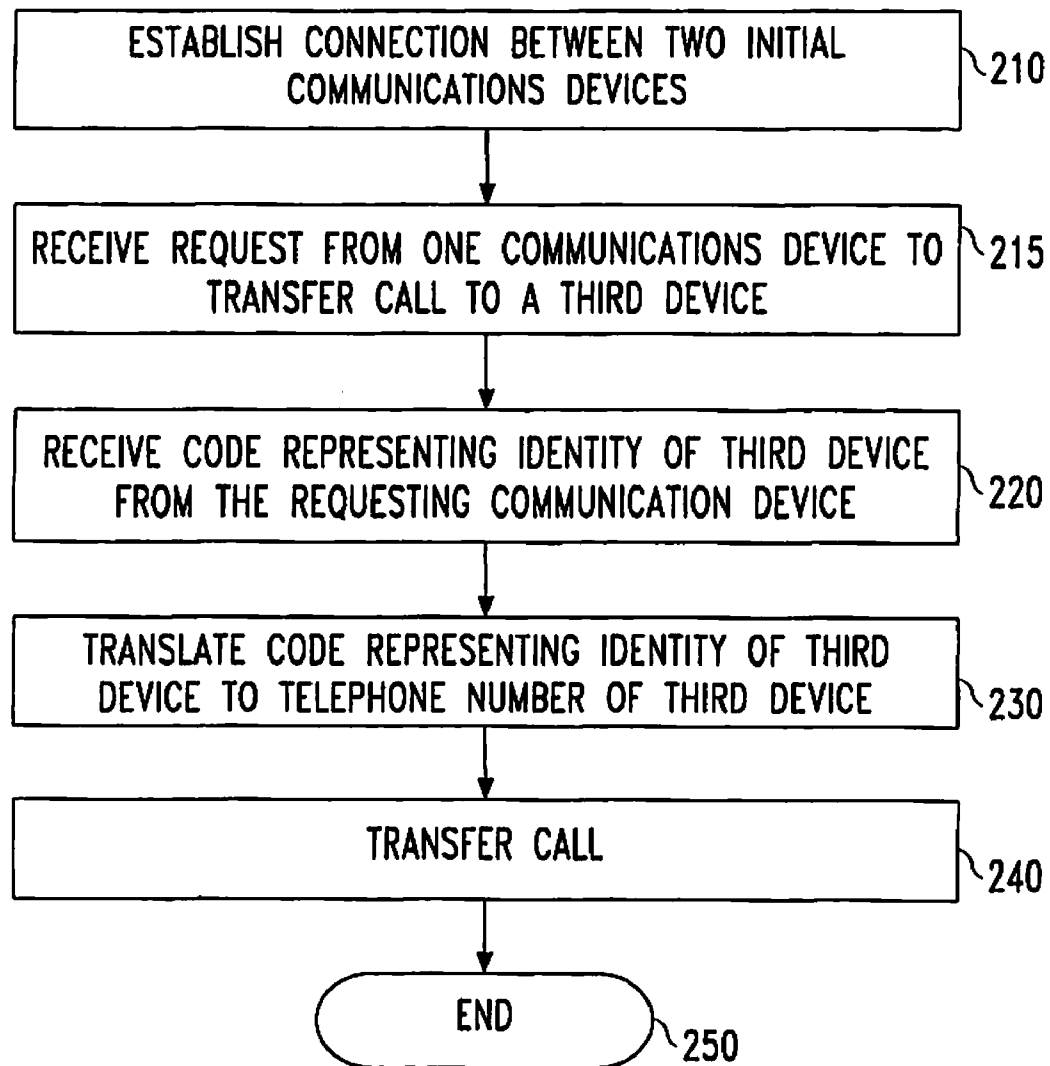 ESTABLISH CONNECTION BETWEEN TWO INITIAL
COMMUNICATIONS DEVICES
210
RECEIVE REQUEST FROM ONE COMMUNICATIONS DEVICE TO
TRANSFER CALL TO A THIRD DEVICE
215
RECEIVE CODE REPRESENTING IDENTITY OF THIRD DEVICE
FROM THE REQUESTING COMMUNICATION DEVICE
220
TRANSLATE CODE REPRESENTING IDENTITY OF THIRD
DEVICE TO TELEPHONE NUMBER OF THIRD DEVICE
230
TRANSFER CALL
240
END
250